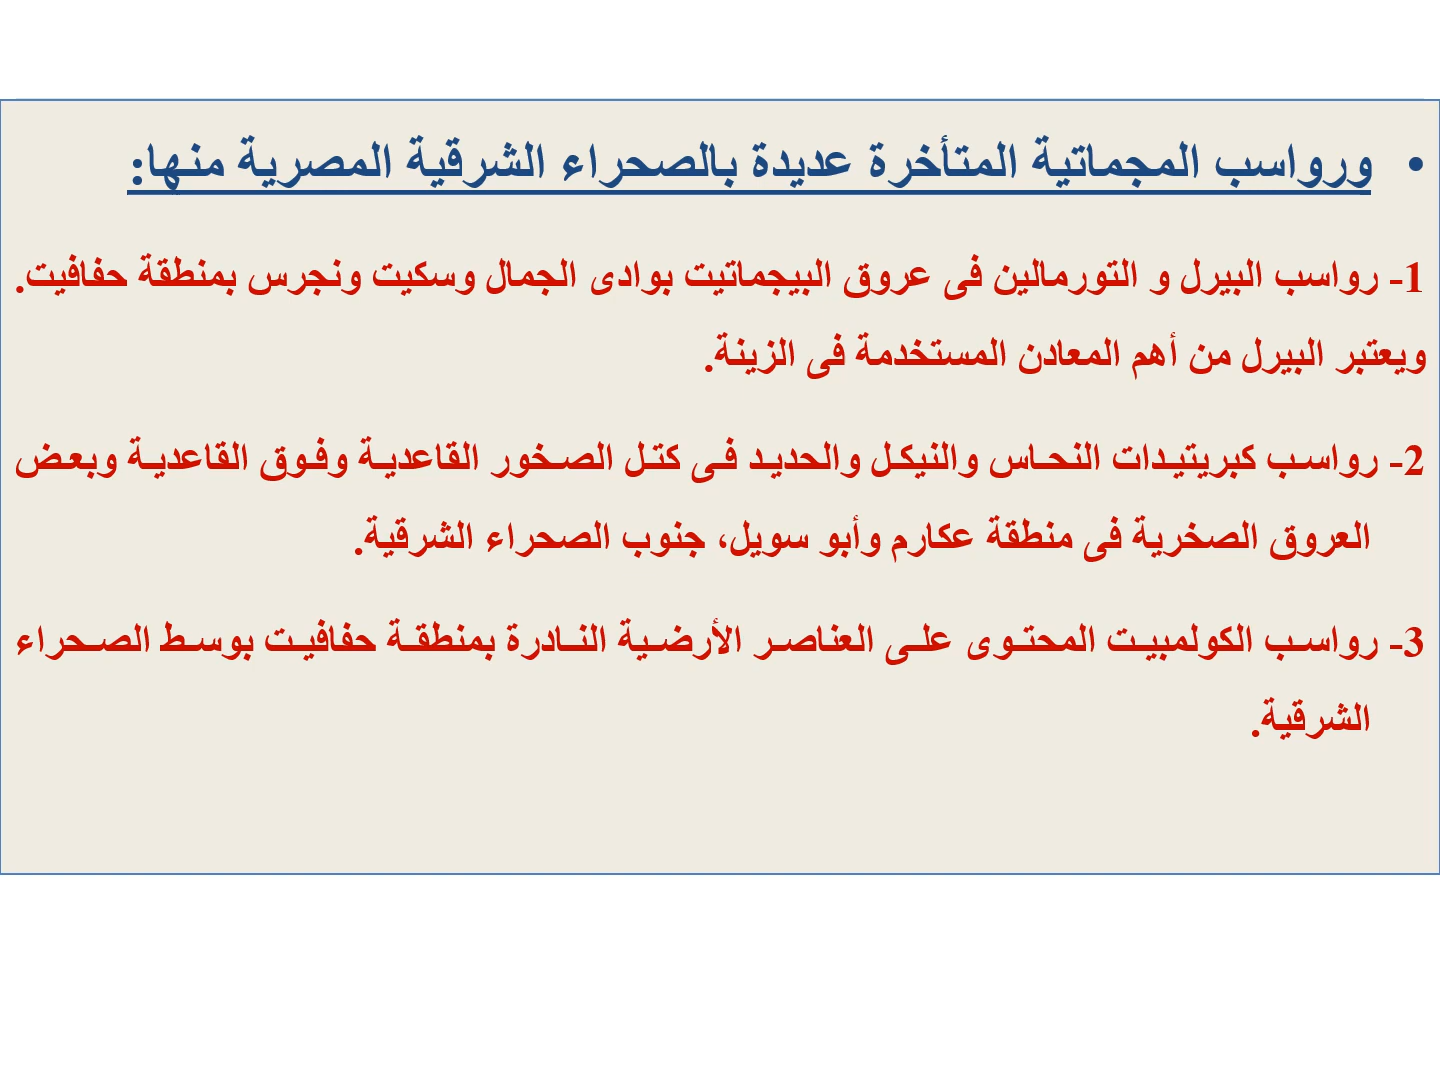 • ورواسب المجماتية المتأخرة عديدة بالصحراء الشرقية المصرية منها:
1- رواسب البيرل و التورمالين فى عروق البيجماتيت بوادى الجمال وسكيت ونجرس بمنطقة حفافيت.
ويعتبر البيرل من أهم المعادن المستخدمة فى الزينة.
2- رواسب كبريتيدات النحاس والنيكل والحديد فى كتل الصخور القاعدية وفوق القاعدية وبعض
العروق الصخرية فى منطقة عكارم وأبو سويل، جنوب الصحراء الشرقية.
3- رواسب الكولمبيت المحتوى على العناصر الأرضية النادرة بمنطقة حفافيت بوسط الصحراء
الشرقية.